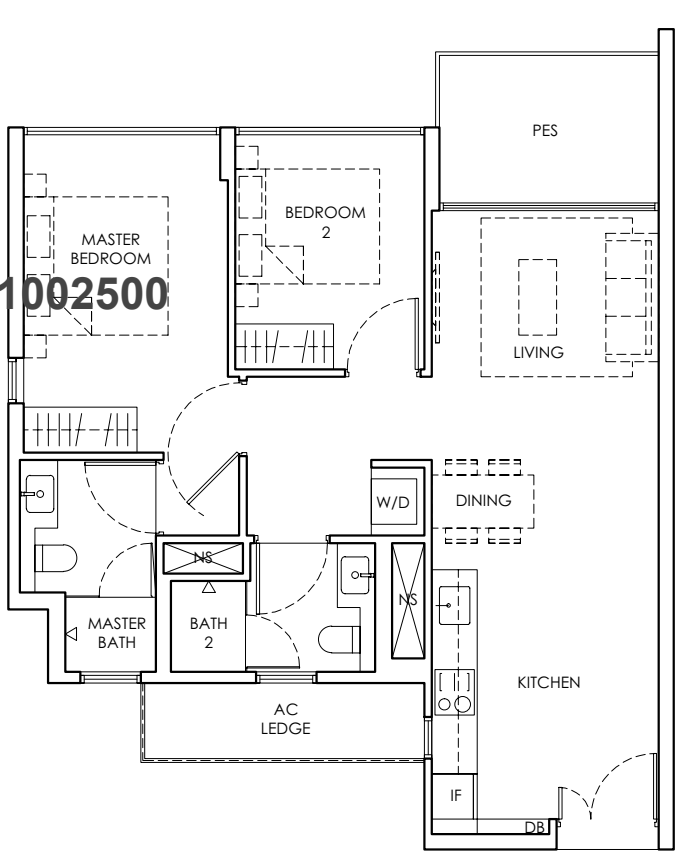 PES
BEDROOM
2
MASTER
BEDROOM
1002500
LIVING
W/D
DINING
NS
NS
MASTER
BATH
BATH
2
KITCHEN
AC
LEDGE
IF
DB